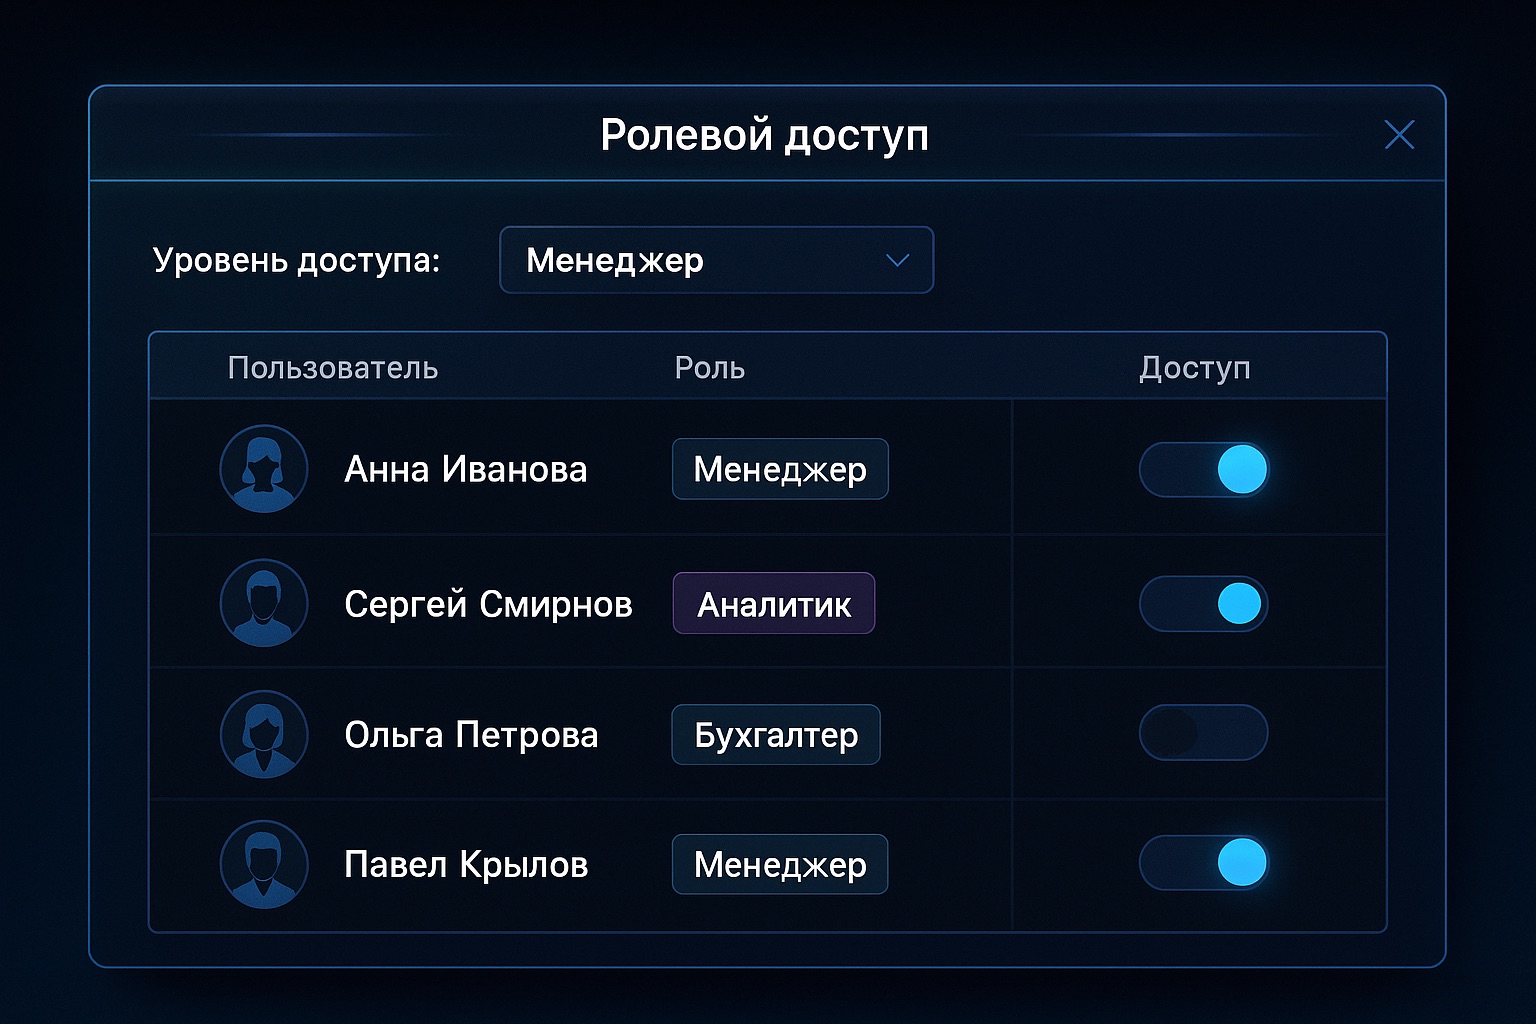 Ролевой доступ
Уровень доступа: Менеджер
Пользователь Роль Доступ
Анна Иванова Менеджер
Сергей Смирнов Аналитик
Ольга Петрова Бухгалтер
Павел Крылов Менеджер